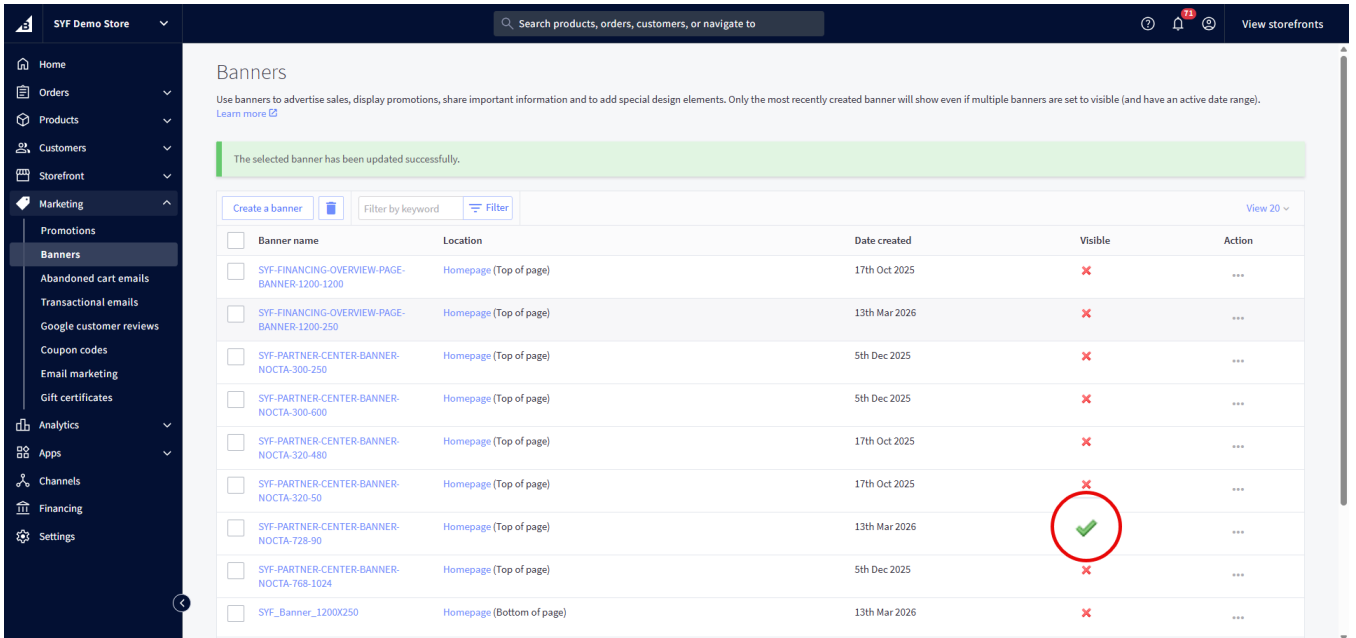 SYF Demo Store
Search products, orders, customers, or navigate to
71
View storefronts
Home
Orders
Products
Customers
Storefront
Marketing
Promotions
Banners
Abandoned cart emails
Transactional emails
Google customer reviews
Coupon codes
Email marketing
Gift certificates
Analytics
Apps
Channels
Financing
Settings
Banners
Use banners to advertise sales, display promotions, share important information and to add special design elements. Only the most recently created banner will show even if multiple banners are set to visible (and have an active date range).
Learn more
The selected banner has been updated successfully.
Create a banner
Filter by keyword
Filter
View 20
Banner name Location Date created Visible Action
SYF-FINANCING-OVERVIEW-PAGE- Homepage (Top of page) 17th Oct 2025
BANNER-1200-1200
SYF-FINANCING-OVERVIEW-PAGE- Homepage (Top of page) 13th Mar 2026
BANNER-1200-250
SYF-PARTNER-CENTER-BANNER- Homepage (Top of page) 5th Dec 2025
NOCTA-300-250
SYF-PARTNER-CENTER-BANNER- Homepage (Top of page) 5th Dec 2025
NOCTA-300-600
SYF-PARTNER-CENTER-BANNER- Homepage (Top of page) 17th Oct 2025
NOCTA-320-480
SYF-PARTNER-CENTER-BANNER- Homepage (Top of page) 17th Oct 2025
NOCTA-320-50
SYF-PARTNER-CENTER-BANNER- Homepage (Top of page) 13th Mar 2026
NOCTA-728-90
SYF-PARTNER-CENTER-BANNER- Homepage (Top of page) 5th Dec 2025
NOCTA-768-1024
SYF_Banner_1200X250 Homepage (Bottom of page) 13th Mar 2026